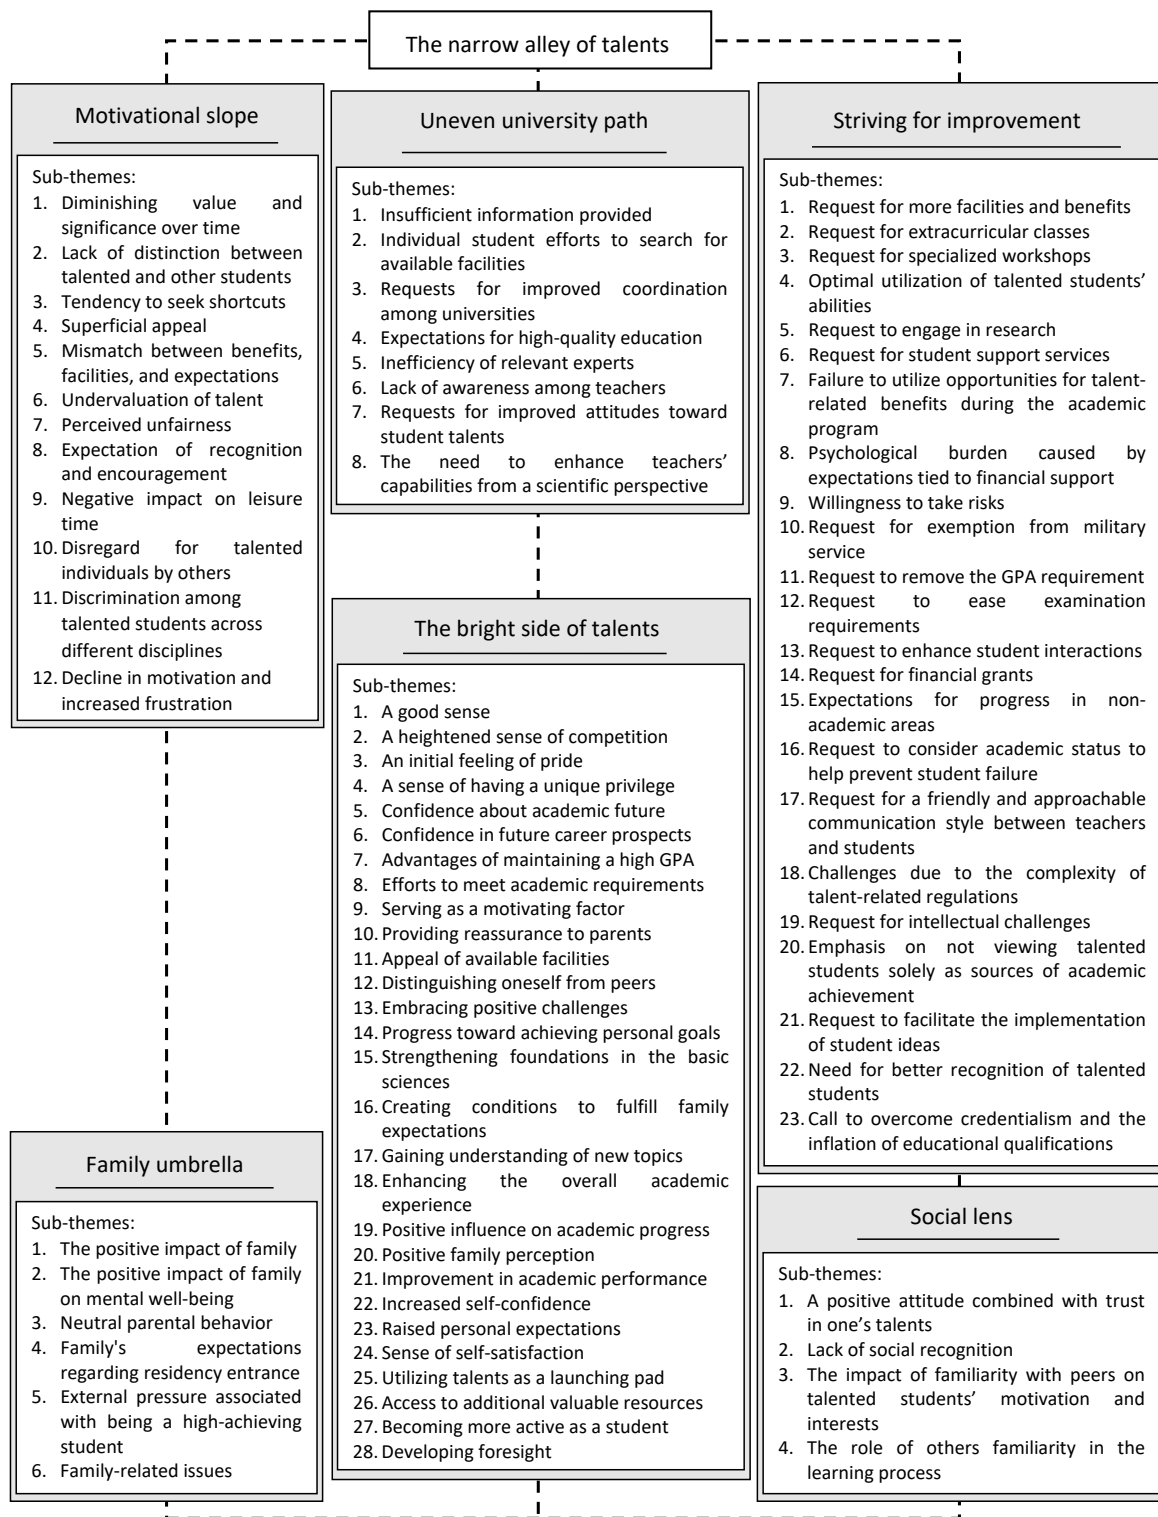 The narrow alley of talents
Motivational slope
Sub-themes:
1. Diminishing value and
significance over time
2. Lack of distinction between
talented and other students
3. Tendency to seek shortcuts
4. Superficial appeal
5. Mismatch between benefits,
facilities, and expectations
6. Undervaluation of talent
7. Perceived unfairness
8. Expectation of recognition
and encouragement
9. Negative impact on leisure
time
10. Disregard for talented
individuals by others
11. Discrimination among
talented students across
different disciplines
12. Decline in motivation and
increased frustration
Uneven university path
Sub-themes:
1. Insufficient information provided
2. Individual student efforts to search for
available facilities
3. Requests for improved coordination
among universities
4. Expectations for high-quality education
5. Inefficiency of relevant experts
6. Lack of awareness among teachers
7. Requests for improved attitudes toward
student talents
8. The need to enhance teachers’
capabilities from a scientific perspective
Striving for improvement
Sub-themes:
1. Request for more facilities and benefits
2. Request for extracurricular classes
3. Request for specialized workshops
4. Optimal utilization of talented students’
abilities
5. Request to engage in research
6. Request for student support services
7. Failure to utilize opportunities for talent-
related benefits during the academic
program
8. Psychological burden caused by
expectations tied to financial support
9. Willingness to take risks
10. Request for exemption from military
service
11. Request to remove the GPA requirement
12. Request to ease examination
requirements
13. Request to enhance student interactions
14. Request for financial grants
15. Expectations for progress in non-
academic areas
16. Request to consider academic status to
help prevent student failure
17. Request for a friendly and approachable
communication style between teachers
and students
18. Challenges due to the complexity of
talent-related regulations
19. Request for intellectual challenges
20. Emphasis on not viewing talented
students solely as sources of academic
achievement
21. Request to facilitate the implementation
of student ideas
22. Need for better recognition of talented
students
23. Call to overcome credentialism and the
inflation of educational qualifications
The bright side of talents
Sub-themes:
1. A good sense
2. A heightened sense of competition
3. An initial feeling of pride
4. A sense of having a unique privilege
5. Confidence about academic future
6. Confidence in future career prospects
7. Advantages of maintaining a high GPA
8. Efforts to meet academic requirements
9. Serving as a motivating factor
10. Providing reassurance to parents
11. Appeal of available facilities
12. Distinguishing oneself from peers
13. Embracing positive challenges
14. Progress toward achieving personal goals
15. Strengthening foundations in the basic
sciences
16. Creating conditions to fulfill family
expectations
17. Gaining understanding of new topics
18. Enhancing the overall academic
experience
19. Positive influence on academic progress
20. Positive family perception
21. Improvement in academic performance
22. Increased self-confidence
23. Raised personal expectations
24. Sense of self-satisfaction
25. Utilizing talents as a launching pad
26. Access to additional valuable resources
27. Becoming more active as a student
28. Developing foresight
Family umbrella
Sub-themes:
1. The positive impact of family
2. The positive impact of family
on mental well-being
3. Neutral parental behavior
4. Family's expectations
regarding residency entrance
5. External pressure associated
with being a high-achieving
student
6. Family-related issues
Social lens
Sub-themes:
1. A positive attitude combined with trust
in one’s talents
2. Lack of social recognition
3. The impact of familiarity with peers on
talented students’ motivation and
interests
4. The role of others familiarity in the
learning process